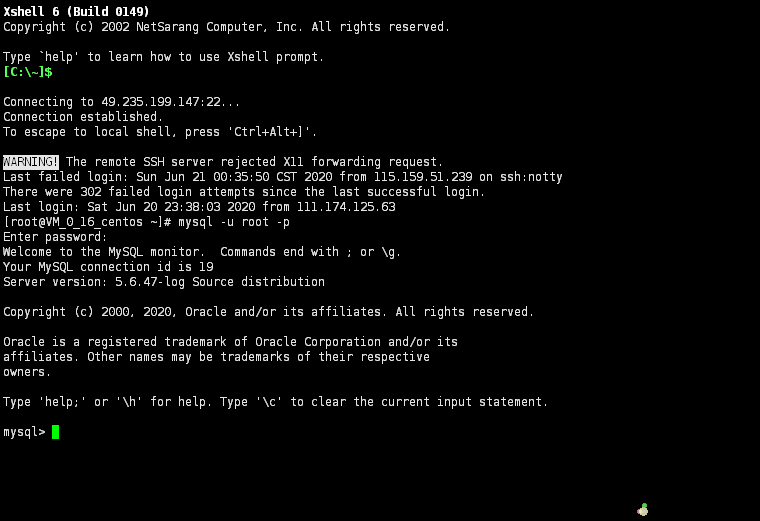 Xshell 6 (Build 0149)
Copyright (c) 2002 NetSarang Computer, Inc. All rights reserved.
Type `help' to learn how to use Xshell prompt.
[C:\~]$
Connecting to 49.235.199.147:22...
Connection established.
To escape to local shell, press 'Ctrl+Alt+]'.
WARNING! The remote SSH server rejected X11 forwarding request.
Last failed login: Sun Jun 21 00:35:50 CST 2020 from 115.159.51.239 on ssh:notty
There were 302 failed login attempts since the last successful login.
Last login: Sat Jun 20 23:38:03 2020 from 111.174.125.63
[root@VM_0_16_centos ~]# mysql -u root -p
Enter password:
Welcome to the MySQL monitor.  Commands end with ; or \g.
Your MySQL connection id is 19
Server version: 5.6.47-log Source distribution
Copyright (c) 2000, 2020, Oracle and/or its affiliates. All rights reserved.
Oracle is a registered trademark of Oracle Corporation and/or its
affiliates. Other names may be trademarks of their respective
owners.
Type 'help;' or '\h' for help. Type '\c' to clear the current input statement.
mysql>